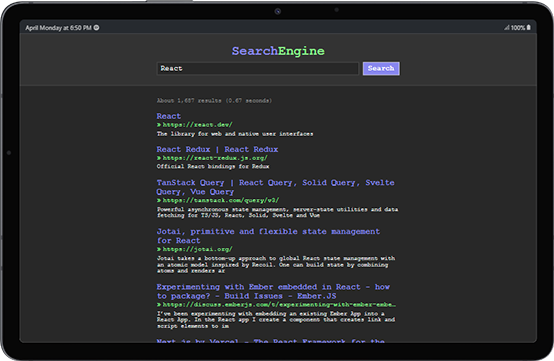 April Monday at 8:50 PM
100%
SearchEngine
React
Search
About 1,687 results (0.67 seconds)
React
» https://react.dev/
The library for web and native user interfaces
React Redux | React Redux
» https://react-redux.js.org/
Official React bindings for Redux
TanStack Query | React Query, Solid Query, Svelte
Query, Vue Query
» https://tanstack.com/query/v3/
Powerful asynchronous state management, server-state utilities and data
fetching for TS/JS, React, Solid, Svelte and Vue
Jotai, primitive and flexible state management
for React
» https://jotai.org/
Jotai takes a bottom-up approach to global React state management with
an atomic model inspired by Recoil. One can build state by combining
atoms and renders ar
Experimenting with Ember embedded in React - how
to package? - Build Issues - Ember.JS
» https://discuss.emberjs.com/t/experimenting-with-ember-embe…
I've been experimenting with embedding an existing Ember App into a
React App. In the React app I create a component that creates link and
script elements to im
Next.js by Vercel - The React Framework for the